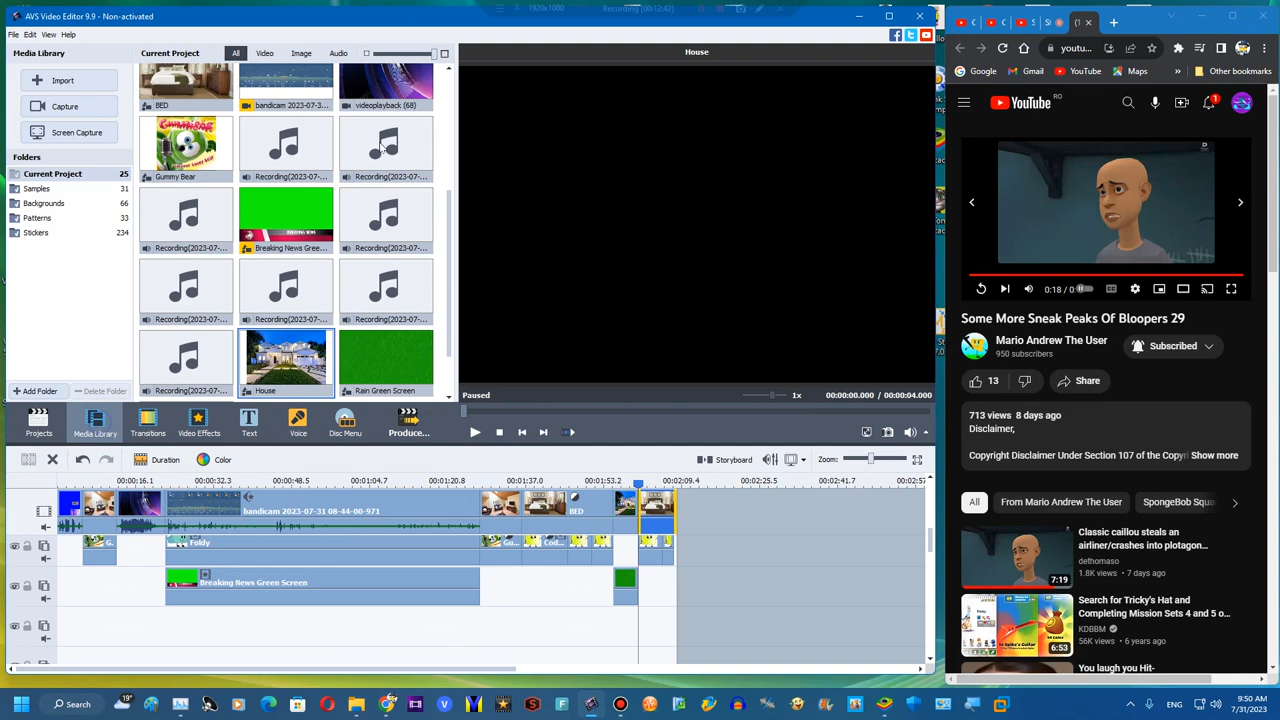 AVS Video Editor 9.9 - Non-activated
1920x1080
Recording [00:12:42]
File Edit View Help
Media Library
Import
Capture
Screen Capture
Folders
Current Project 25
Samples 31
Backgrounds 66
Patterns 33
Stickers 234
Add Folder
Delete Folder
Current Project
All
Video
Image
Audio
BED
bandicam 2023-07-3...
videoplayback (68)
Gummy Bear
Recording(2023-07-...
Recording(2023-07-...
Recording(2023-07-...
Breaking News Gree...
Recording(2023-07-...
Recording(2023-07-...
Recording(2023-07-...
Recording(2023-07-...
Recording(2023-07-...
House
Rain Green Screen
House
Paused
1x
00:00:00.000 / 00:00:04.000
Projects
Media Library
Transitions
Video Effects
Text
Voice
Disc Menu
Produce...
Duration
Color
Storyboard
Zoom:
00:00:16.1
00:00:32.3
00:00:48.5
00:01:04.7
00:01:20.8
00:01:37.0
00:01:53.2
00:02:09.4
00:02:25.5
00:02:41.7
00:02:57
bandicam 2023-07-31 08-44-00-971
BED
G.
Foldy
Gu...
Cod...
Breaking News Green Screen
youtu...
Google
Gmail
YouTube
Maps
Other bookmarks
YouTube
RO
1
0:18 / 0:
Some More Sneak Peaks Of Bloopers 29
Mario Andrew The User
950 subscribers
Subscribed
13
Share
713 views 8 days ago
Disclaimer,
Copyright Disclaimer Under Section 107 of the Copyri Show more
All
From Mario Andrew The User
SpongeBob Squa
Classic caillou steals an
airliner/crashes into plotagon...
dethomaso
1.8K views • 7 days ago
7:19
Search for Tricky's Hat and
Completing Mission Sets 4 and 5 o...
KDBBM
56K views • 6 years ago
6:53
You laugh you Hit-
Search
19°
ENG
9:50 AM
7/31/2023